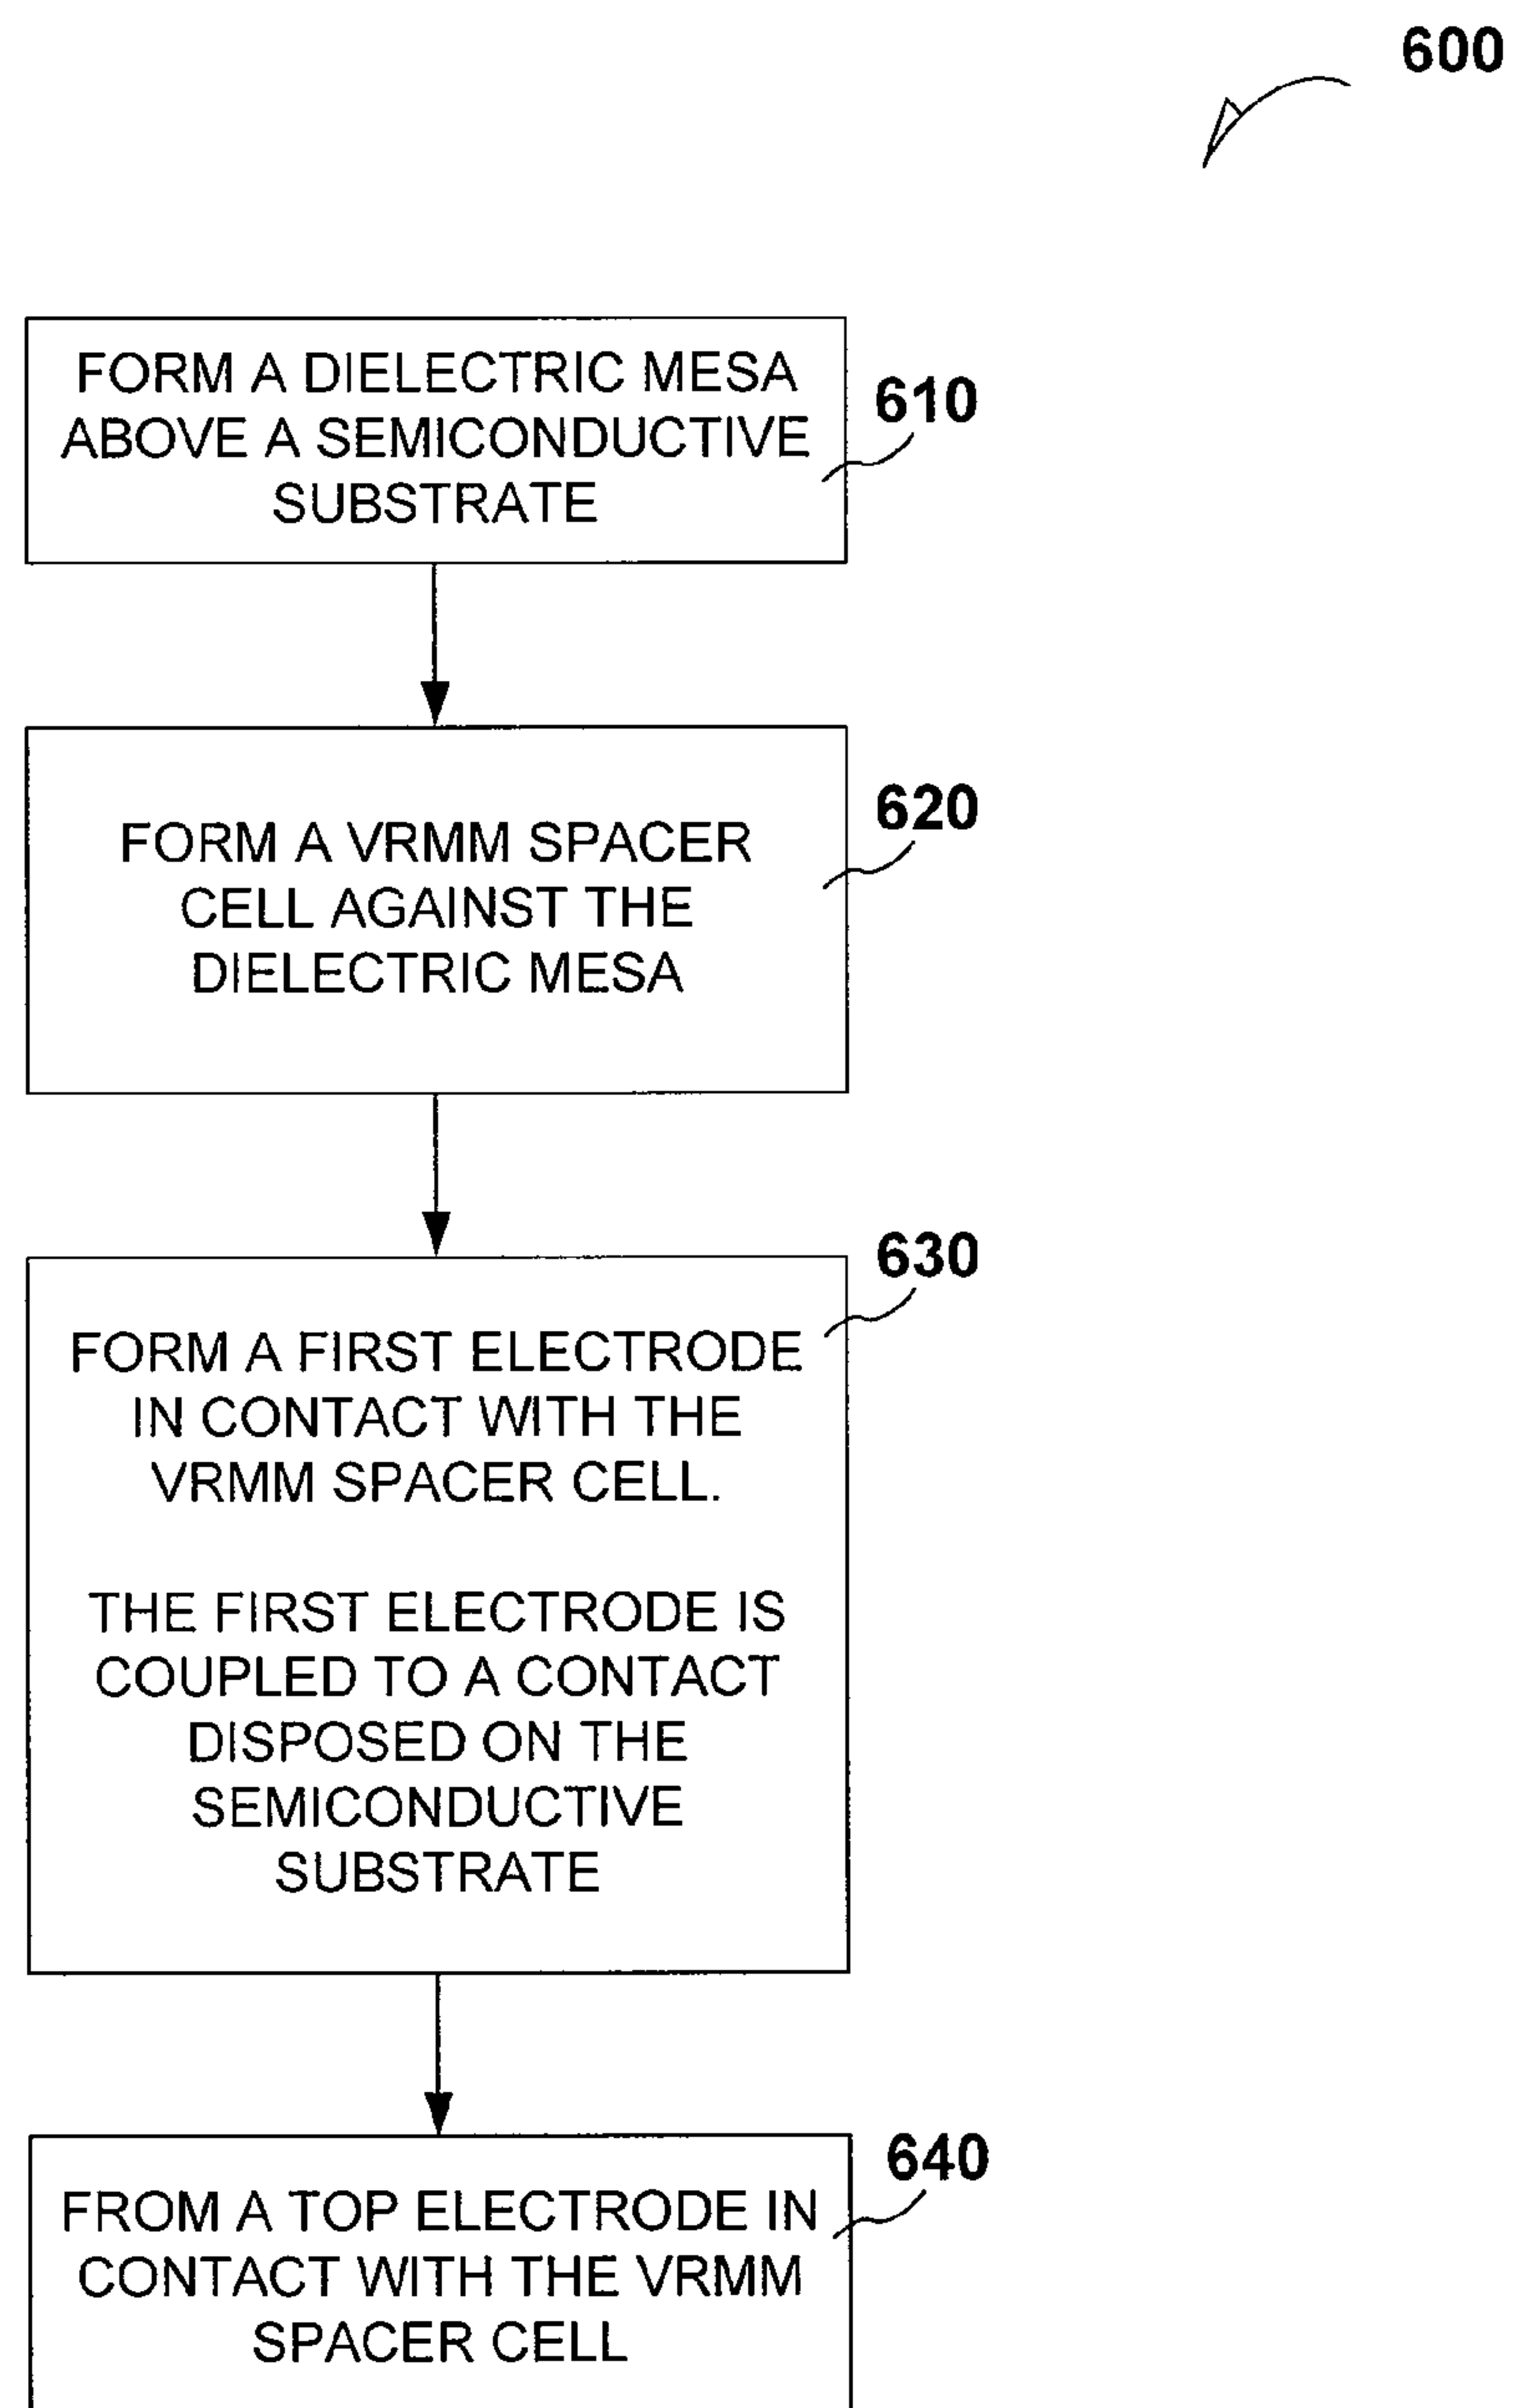 600
FORM A DIELECTRIC MESA
ABOVE A SEMICONDUCTIVE
SUBSTRATE
610
FORM A VRMM SPACER
CELL AGAINST THE
DIELECTRIC MESA
620
FORM A FIRST ELECTRODE
IN CONTACT WITH THE
VRMM SPACER CELL.
THE FIRST ELECTRODE IS
COUPLED TO A CONTACT
DISPOSED ON THE
SEMICONDUCTIVE
SUBSTRATE
630
FROM A TOP ELECTRODE IN
CONTACT WITH THE VRMM
SPACER CELL
640